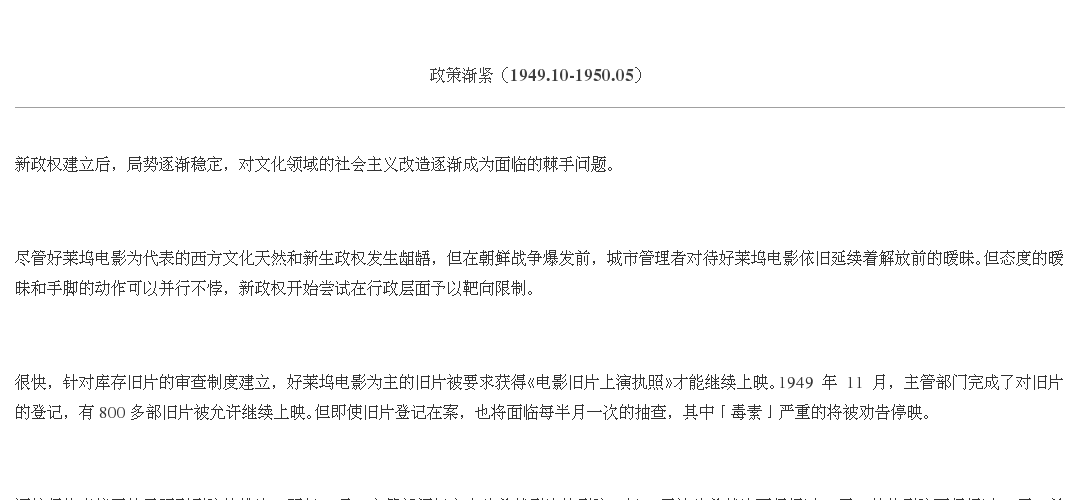 政策渐紧（1949.10-1950.05）
新政权建立后，局势逐渐稳定，对文化领域的社会主义改造逐渐成为面临的棘手问题。
尽管好莱坞电影为代表的西方文化天然和新生政权发生龃龉，但在朝鲜战争爆发前，城市管理者对待好莱坞电影依旧延续着解放前的暧昧。但态度的暧
昧和手脚的动作可以并行不悖，新政权开始尝试在行政层面予以靶向限制。
很快，针对库存旧片的审查制度建立，好莱坞电影为主的旧片被要求获得《电影旧片上演执照》才能继续上映。1949 年 11 月，主管部门完成了对旧片
的登记，有 800 多部旧片被允许继续上映。但即使旧片登记在案，也将面临每半月一次的抽查，其中「毒素」严重的将被劝告停映。